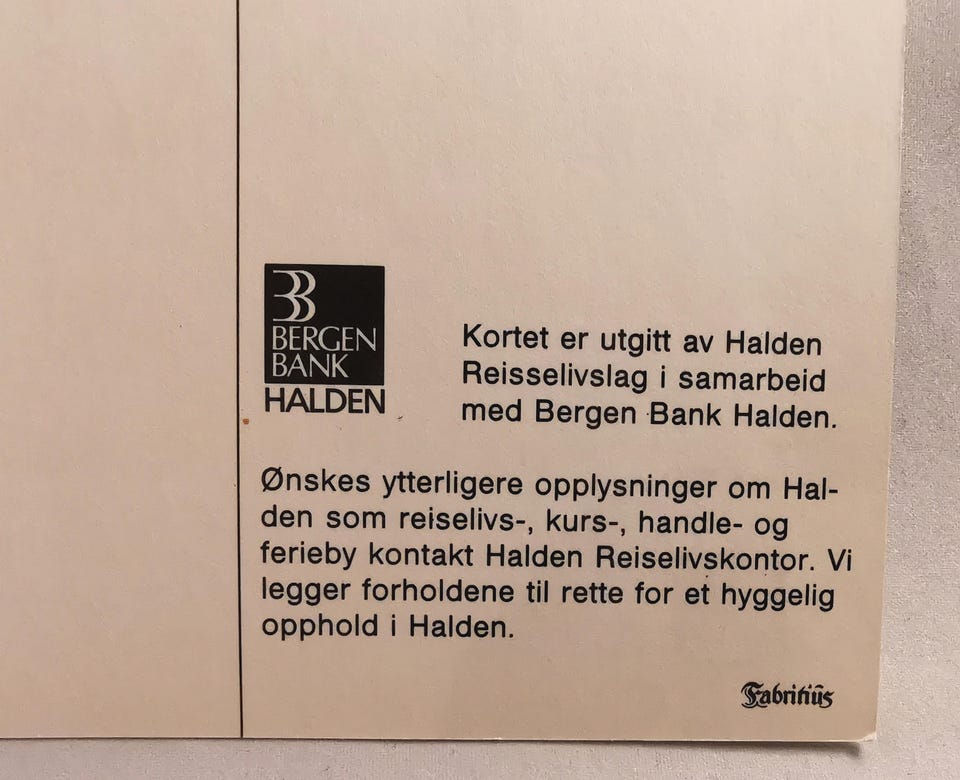 BERGEN
BANK
HALDEN
Kortet er utgitt av Halden
Reisselivslag i samarbeid
med Bergen Bank Halden.
Ønskes ytterligere opplysninger om Hal-
den som reiselivs-, kurs-, handle- og
ferieby kontakt Halden Reiselivskontor. Vi
legger forholdene til rette for et hyggelig
opphold i Halden.
Fabritiûs